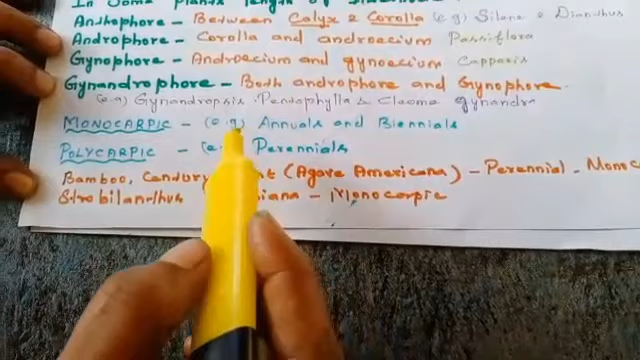 In some plants length of
Anthophore - Between Calyx & Corolla (e.g) Silene & Dianthus
Androphore - Corolla and androecium Passiflora
Gynophore - Androecium and gynoecium Capparis
Gynandrophore - Both androphore and Gynophore
(e.g) Gynandropsis Pentaphylla & Cleome gynandra
MONOCARPIC - (e.g) Annuals and Biennials
POLYCARPIC - Perennials
Bamboo, Century (Agave Americana) - Perennial - Monoc
Strobilanthus iana - Monocarpic